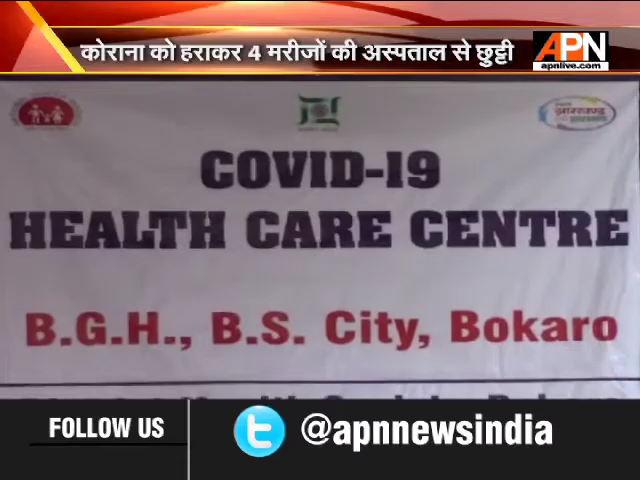 कोराना को हराकर 4 मरीजों की अस्पताल से छुट्टी
APN
apnlive.com
COVID-19
HEALTH CARE CENTRE
B.G.H., B.S. City, Bokaro
FOLLOW US
@apnnewsindia